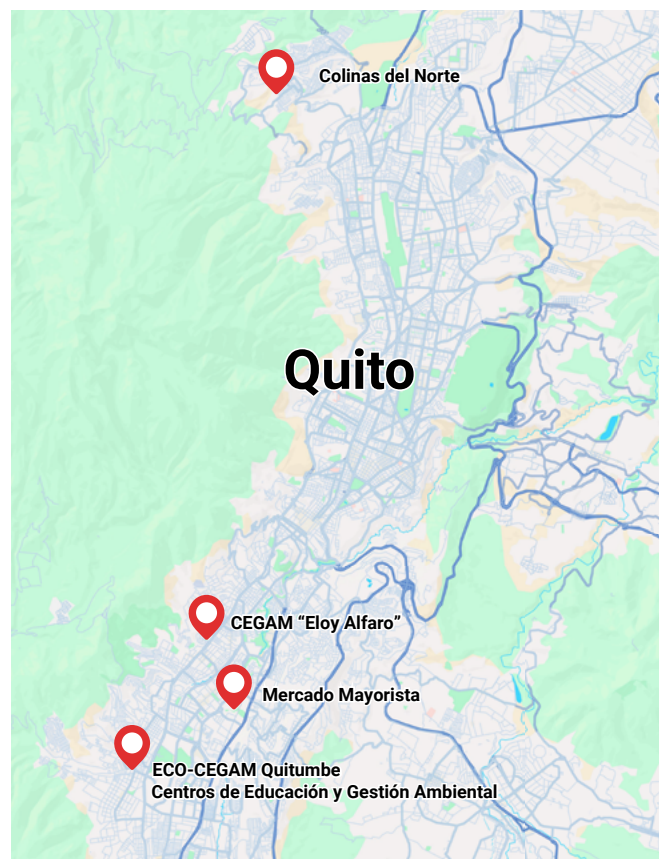 Colinas del Norte
Quito
CEGAM “Eloy Alfaro”
Mercado Mayorista
ECO-CEGAM Quitumbe
Centros de Educación y Gestión Ambiental